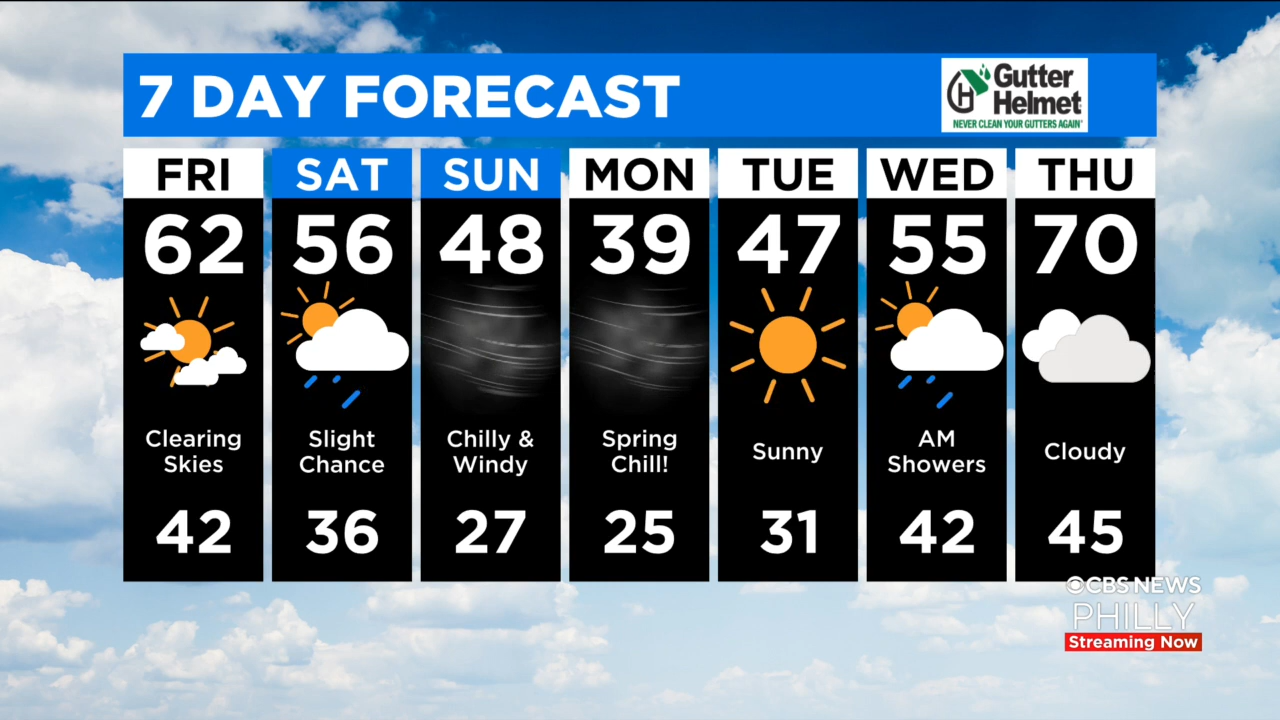 7 DAY FORECAST
Gutter
Helmet
NEVER CLEAN YOUR GUTTERS AGAIN®
FRI
62
Clearing
Skies
42
SAT
56
Slight
Chance
36
SUN
48
Chilly &
Windy
27
MON
39
Spring
Chill!
25
TUE
47
Sunny
31
WED
55
AM
Showers
42
THU
70
Cloudy
45
CBS NEWS
PHILLY
Streaming Now